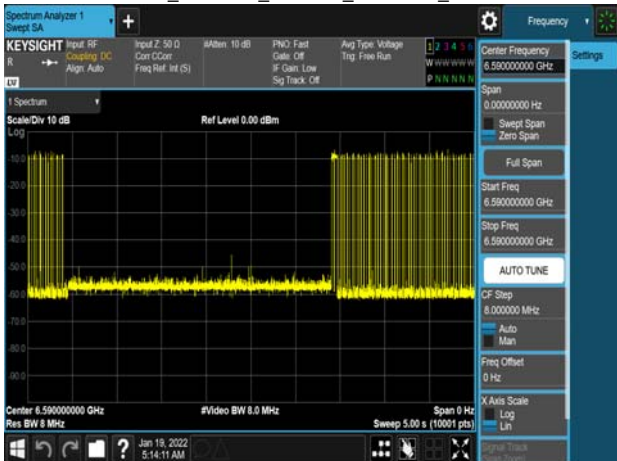 Spectrum Analyzer 1
Swept SA
Frequency
KEYSIGHT
R
Input: RF
Coupling: DC
Align: Auto
Input Z: 50 Ω
Corr CCorr
Freq Ref: Int (S)
#Atten: 10 dB
PNO: Fast
Gate: Off
IF Gain: Low
Sig Track: Off
Avg Type: Voltage
Trig: Free Run
1 2 3 4 5 6
W W W W W W
P N N N N N
1 Spectrum
Scale/Div 10 dB
Ref Level 0.00 dBm
Log
-10.0
-20.0
-30.0
-40.0
-50.0
-60.0
-70.0
-80.0
-90.0
Center 6.590000000 GHz
#Video BW 8.0 MHz
Span 0 Hz
Res BW 8 MHz
Sweep 5.00 s (10001 pts)
Center Frequency
6.590000000 GHz
Settings
Span
0.00000000 Hz
Swept Span
Zero Span
Full Span
Start Freq
6.590000000 GHz
Stop Freq
6.590000000 GHz
AUTO TUNE
CF Step
8.000000 MHz
Auto
Man
Freq Offset
0 Hz
X Axis Scale
Log
Lin
Signal Track
Jan 19, 2022
5:14:11 AM